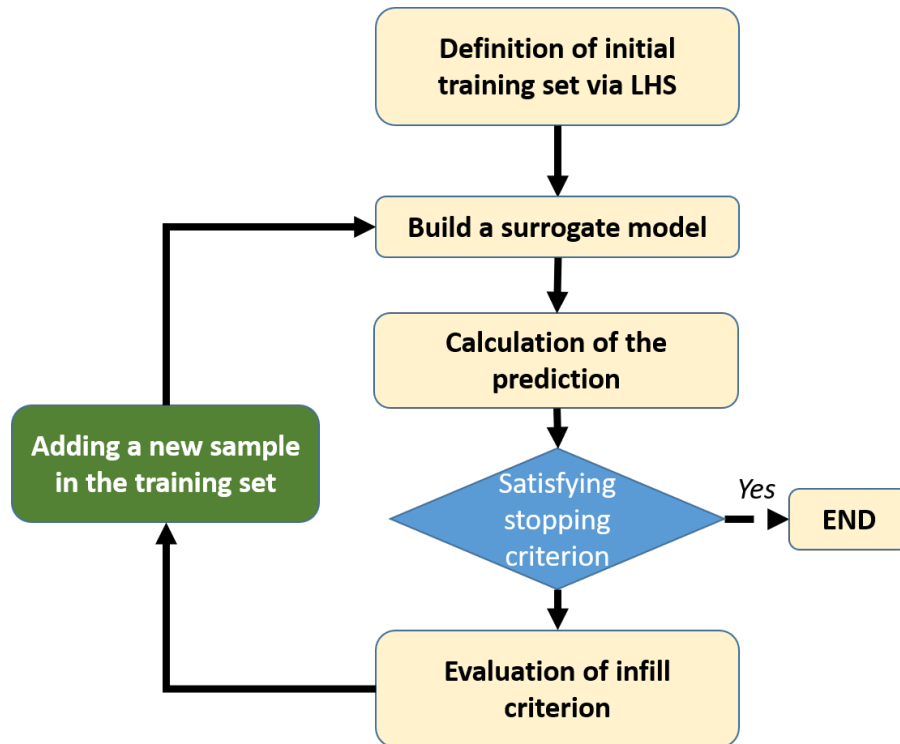 Definition of initial
training set via LHS
Build a surrogate model
Calculation of the
prediction
Adding a new sample
in the training set
Satisfying
stopping
criterion
Yes
END
Evaluation of infill
criterion